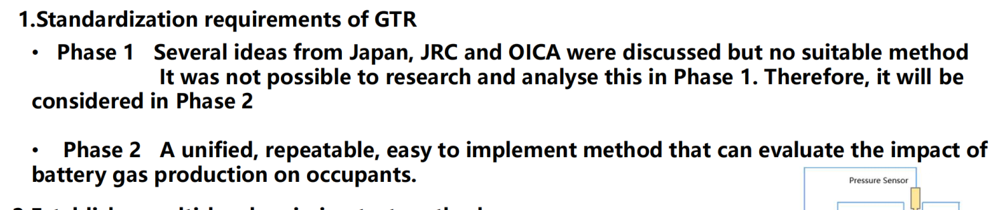 1.Standardization requirements of GTR
• Phase 1 Several ideas from Japan, JRC and OICA were discussed but no suitable method
It was not possible to research and analyse this in Phase 1. Therefore, it will be
considered in Phase 2
• Phase 2 A unified, repeatable, easy to implement method that can evaluate the impact of
battery gas production on occupants.
Pressure Sensor